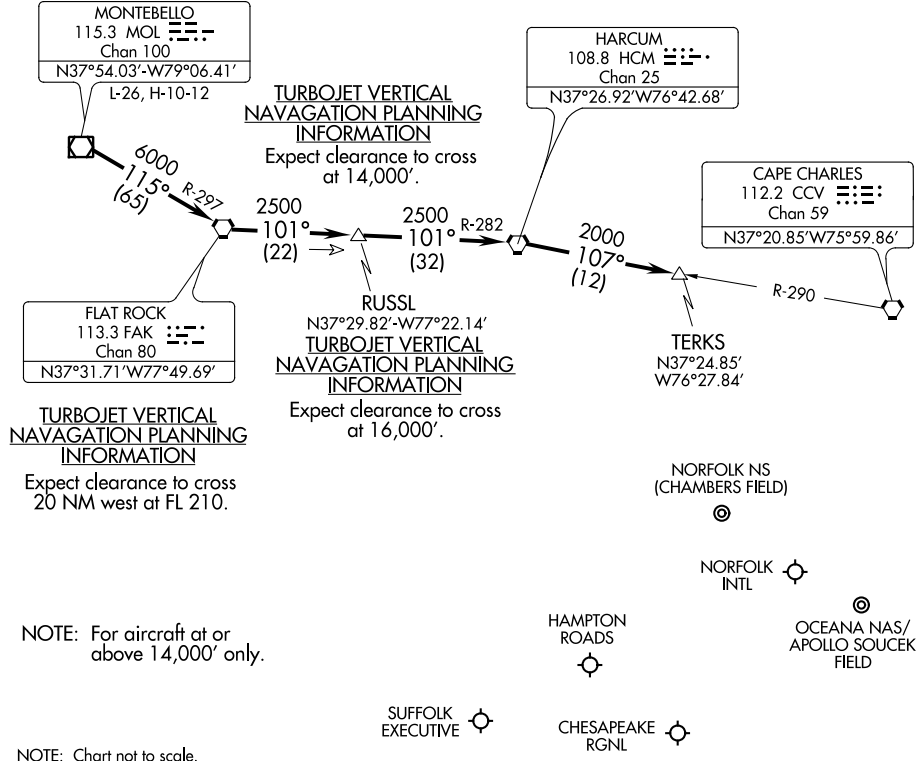 MONTEBELLO
115.3 MOL
Chan 100
N37°54.03'-W79°06.41'
L-26, H-10-12
TURBOJET VERTICAL
NAVAGATION PLANNING
INFORMATION
Expect clearance to cross
at 14,000'.
HARCUM
108.8 HCM
Chan 25
N37°26.92'W76°42.68'
CAPE CHARLES
112.2 CCV
Chan 59
N37°20.85'W75°59.86'
6000
115°
(65)
R-297
2500
101°
(22)
2500
101°
(32)
R-282
2000
107°
(12)
R-290
FLAT ROCK
113.3 FAK
Chan 80
N37°31.71'W77°49.69'
RUSSL
N37°29.82'-W77°22.14'
TURBOJET VERTICAL
NAVAGATION PLANNING
INFORMATION
Expect clearance to cross
at 16,000'.
TERKS
N37°24.85'
W76°27.84'
TURBOJET VERTICAL
NAVAGATION PLANNING
INFORMATION
Expect clearance to cross
20 NM west at FL 210.
NORFOLK NS
(CHAMBERS FIELD)
NORFOLK
INTL
OCEANA NAS/
APOLLO SOUCEK
FIELD
HAMPTON
ROADS
NOTE: For aircraft at or
above 14,000' only.
SUFFOLK
EXECUTIVE
CHESAPEAKE
RGNL
NOTE: Chart not to scale.